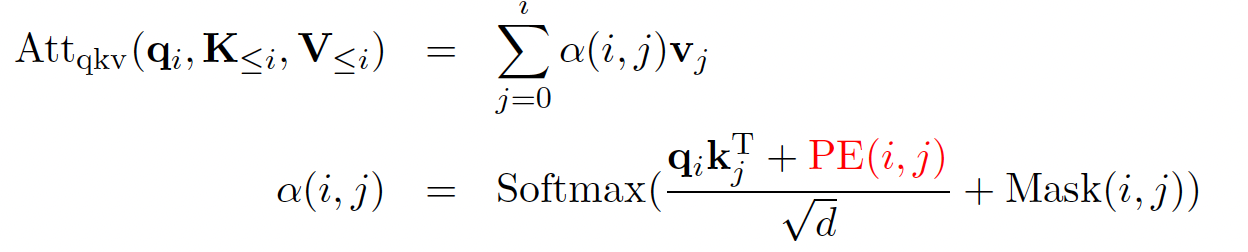 Att_qkv(q_i, K_≤i, V_≤i) = ∑_{j=0}^{i} α(i, j)v_j
α(i, j) = Softmax((q_i k_j^T + PE(i, j)) / √d + Mask(i, j))